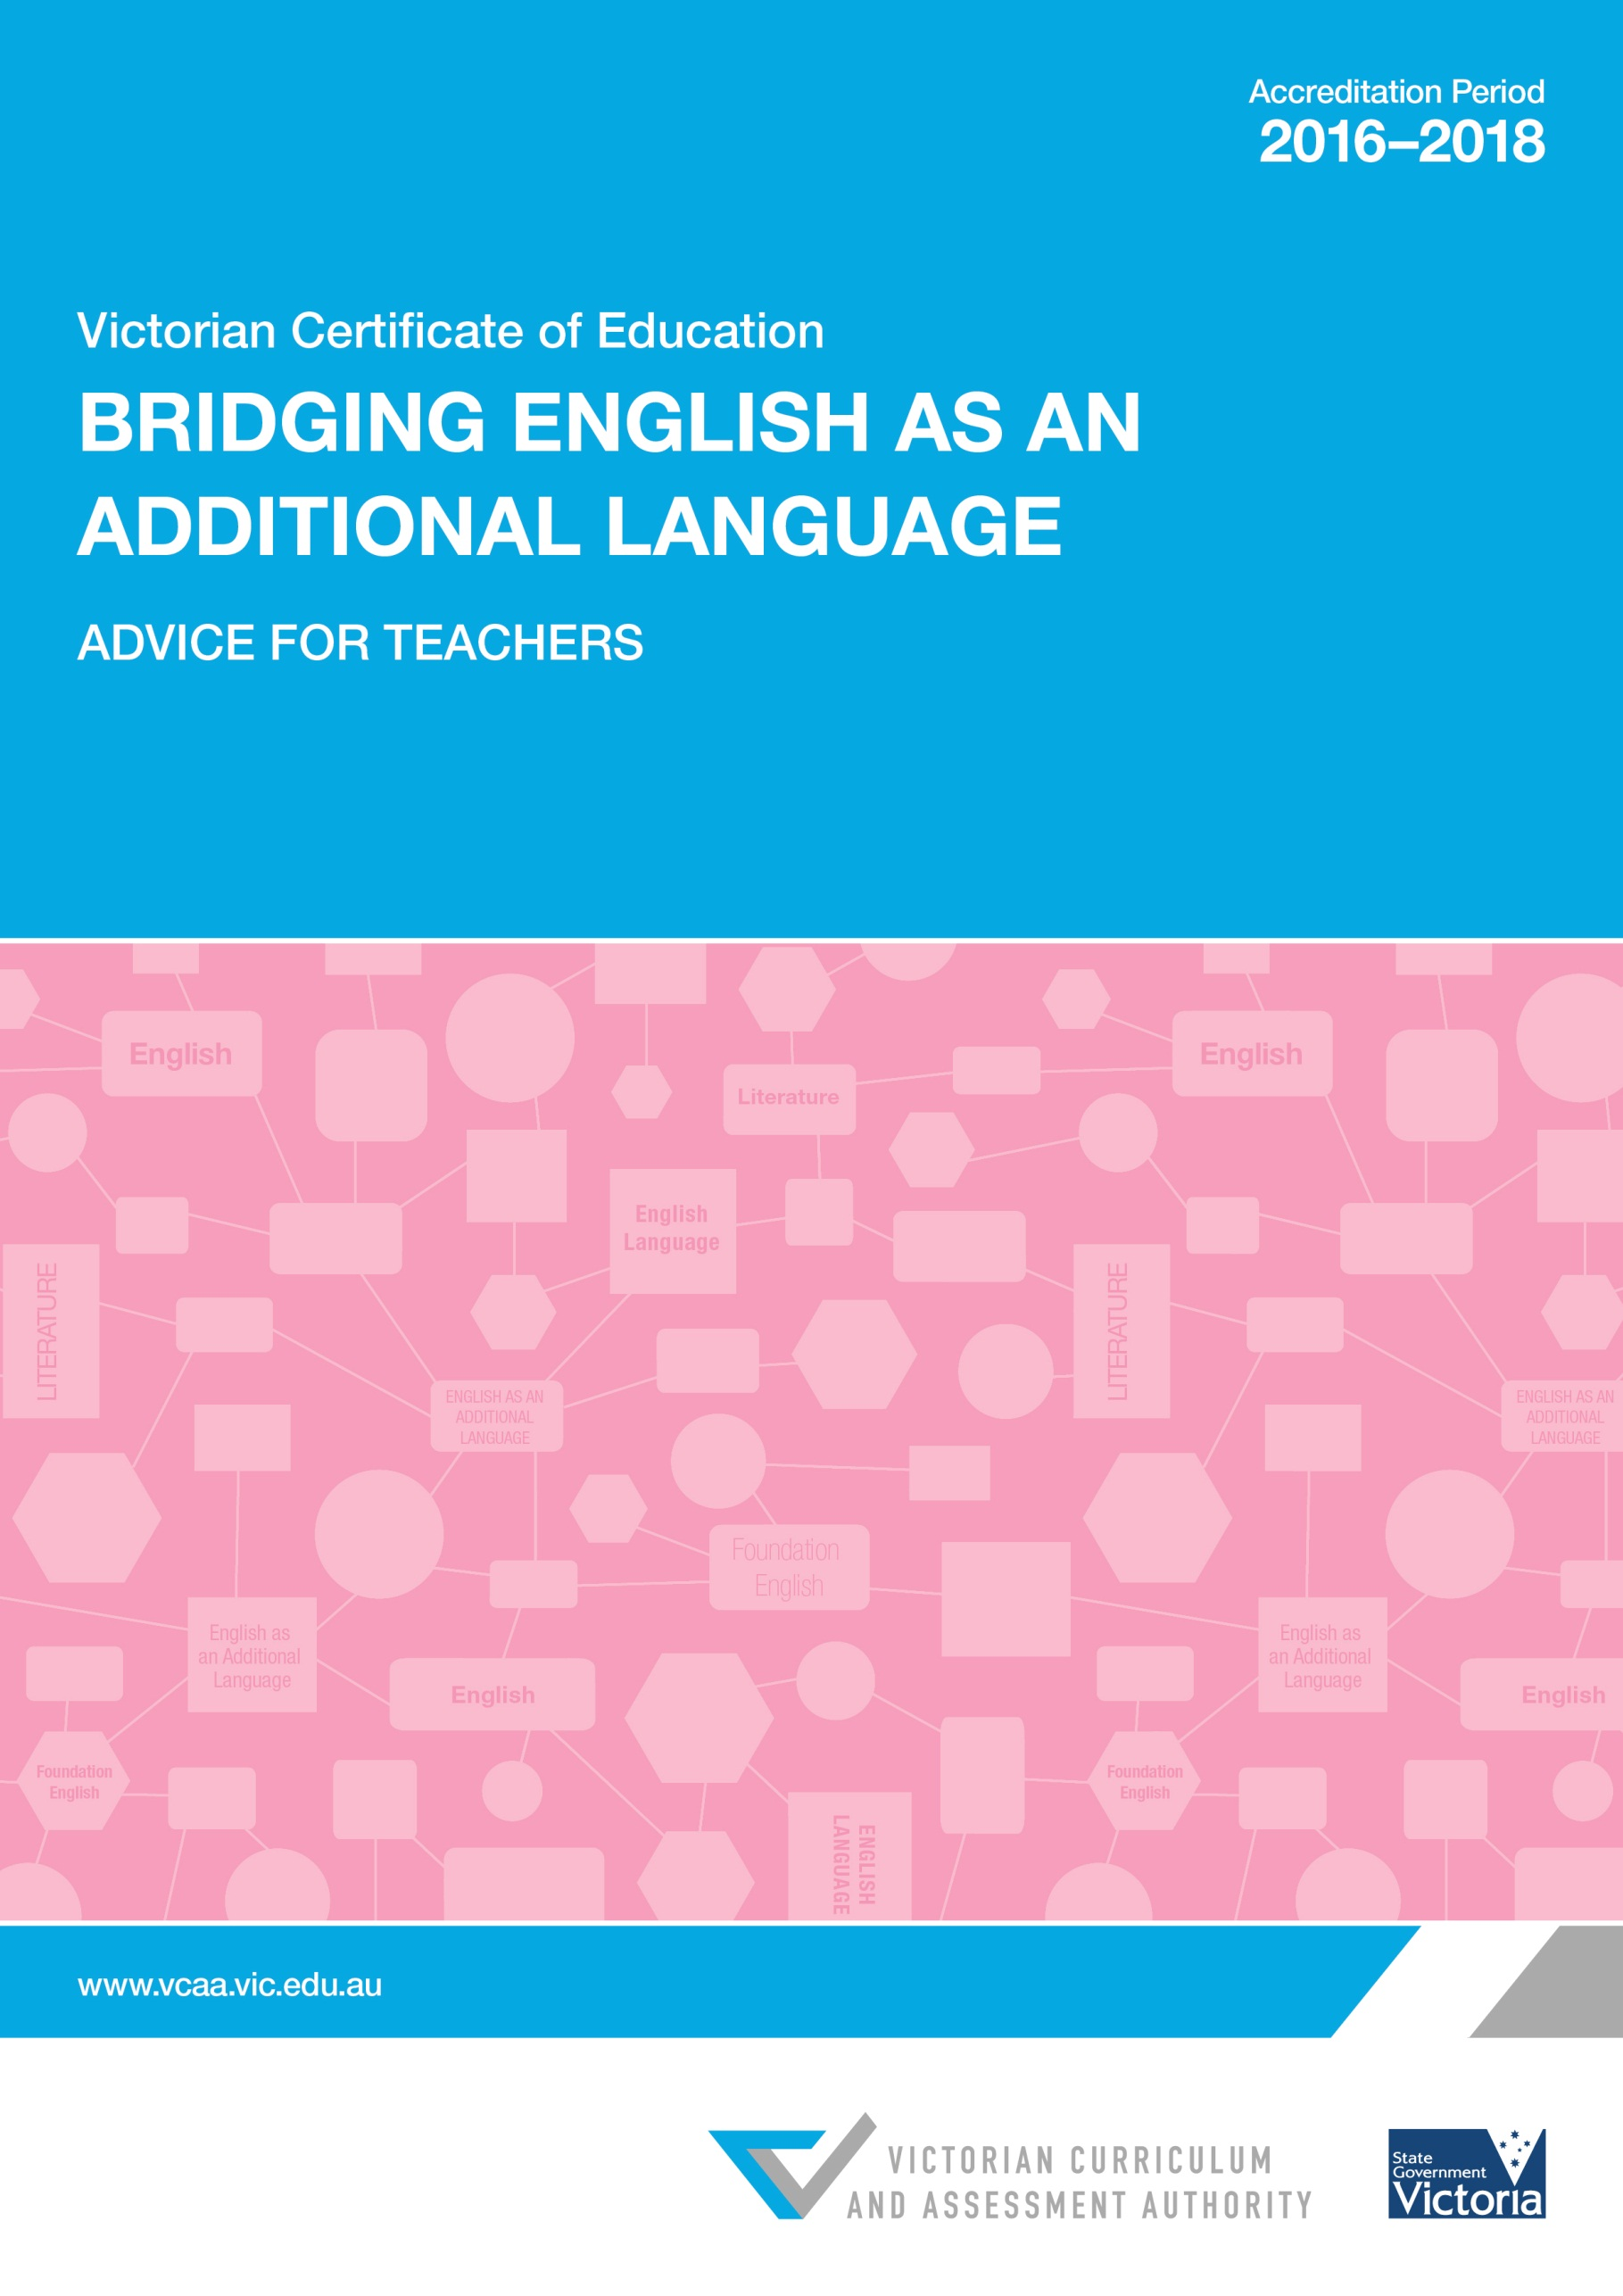 Accreditation Period
2016–2018
Victorian Certificate of Education
BRIDGING ENGLISH AS AN
ADDITIONAL LANGUAGE
ADVICE FOR TEACHERS
English
English
Literature
English
Language
LITERATURE
LITERATURE
ENGLISH AS AN
ADDITIONAL
LANGUAGE
ENGLISH AS AN
ADDITIONAL
LANGUAGE
Foundation
English
English as
an Additional
Language
English as
an Additional
Language
English
English
Foundation
English
Foundation
English
ENGLISH
LANGUAGE
www.vcaa.vic.edu.au
VICTORIAN CURRICULUM
AND ASSESSMENT AUTHORITY
State
Government
Victoria